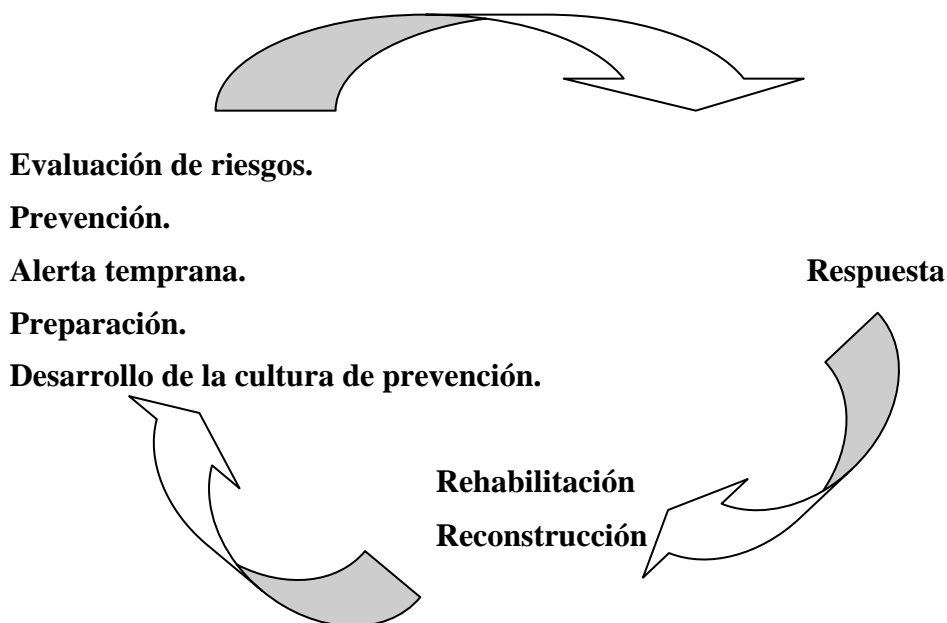 Evaluación de riesgos.
Prevención.
Alerta temprana.
Respuesta
Preparación.
Desarrollo de la cultura de prevención.
Rehabilitación
Reconstrucción